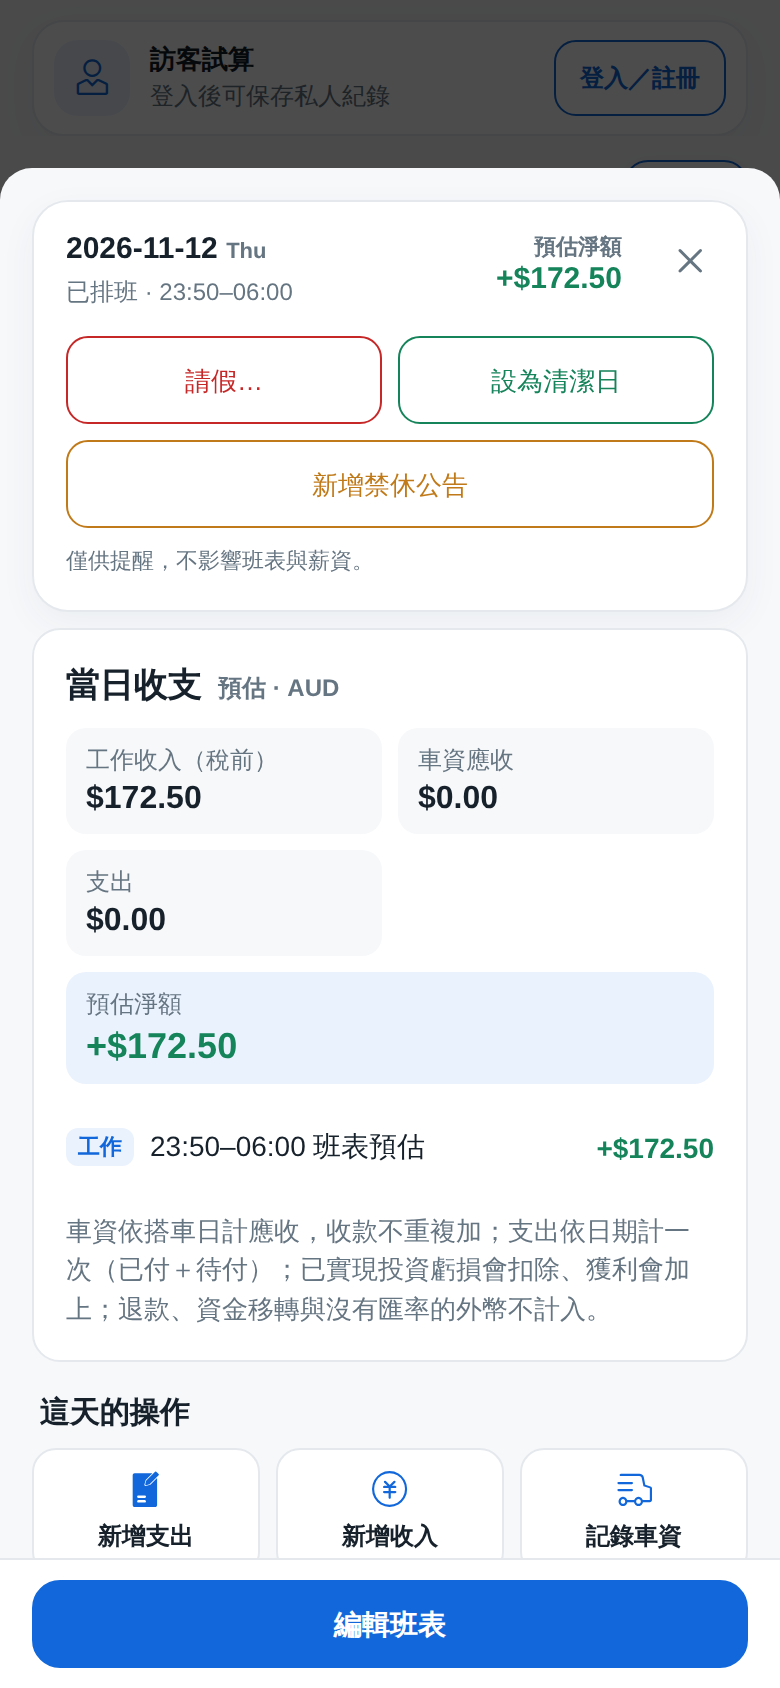 訪客試算
登入後可保存私人紀錄
登入／註冊
2026-11-12 Thu
已排班 · 23:50–06:00
預估淨額
+$172.50
請假…
設為清潔日
新增禁休公告
僅供提醒，不影響班表與薪資。
當日收支 預估 · AUD
工作收入（稅前）
$172.50
車資應收
$0.00
支出
$0.00
預估淨額
+$172.50
工作 23:50–06:00 班表預估 +$172.50
車資依搭車日計應收，收款不重複加；支出依日期計一
次（已付＋待付）；已實現投資虧損會扣除、獲利會加
上；退款、資金移轉與沒有匯率的外幣不計入。
這天的操作
新增支出
新增收入
記錄車資
編輯班表